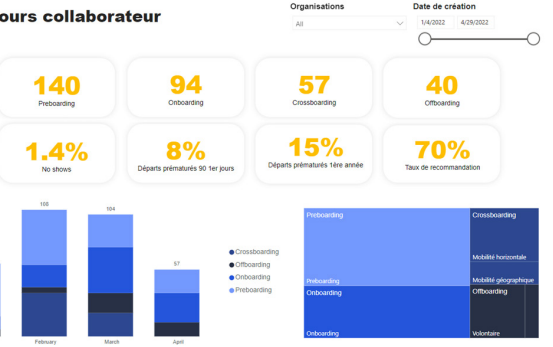 ours collaborateur
Organisations
All
Date de création
1/4/2022 4/29/2022
140
Preboarding
94
Onboarding
57
Crossboarding
40
Offboarding
1.4%
No shows
8%
Départs prématurés 90 1er jours
15%
Départs prématurés 1ère année
70%
Taux de recommandation
108
104
57
February
March
April
Crossboarding
Offboarding
Onboarding
Preboarding
Preboarding
Preboarding
Onboarding
Onboarding
Crossboarding
Mobilité horizontale
Mobilité géographique
Offboarding
Volontaire